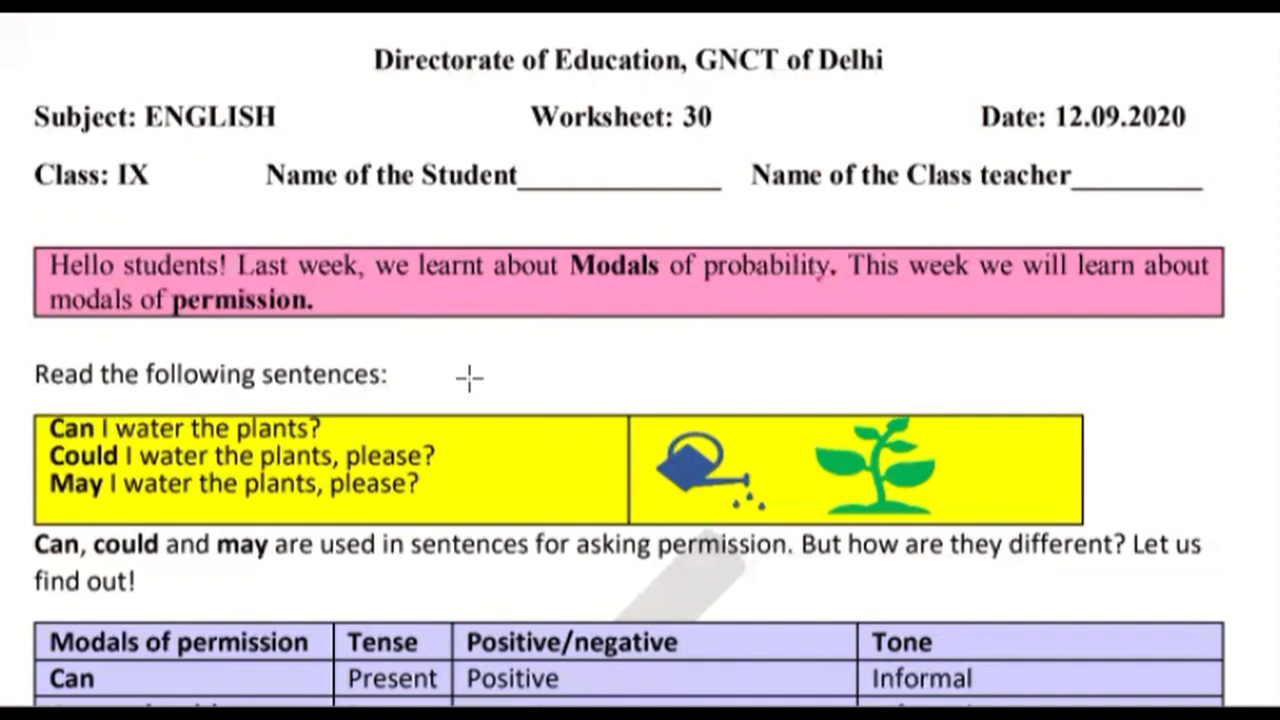 Directorate of Education, GNCT of Delhi
Subject: ENGLISH Worksheet: 30 Date: 12.09.2020
Class: IX Name of the Student______________ Name of the Class teacher_________
Hello students! Last week, we learnt about Modals of probability. This week we will learn about
modals of permission.
Read the following sentences:
Can I water the plants?
Could I water the plants, please?
May I water the plants, please?
Can, could and may are used in sentences for asking permission. But how are they different? Let us
find out!
Modals of permission Tense Positive/negative Tone
Can Present Positive Informal